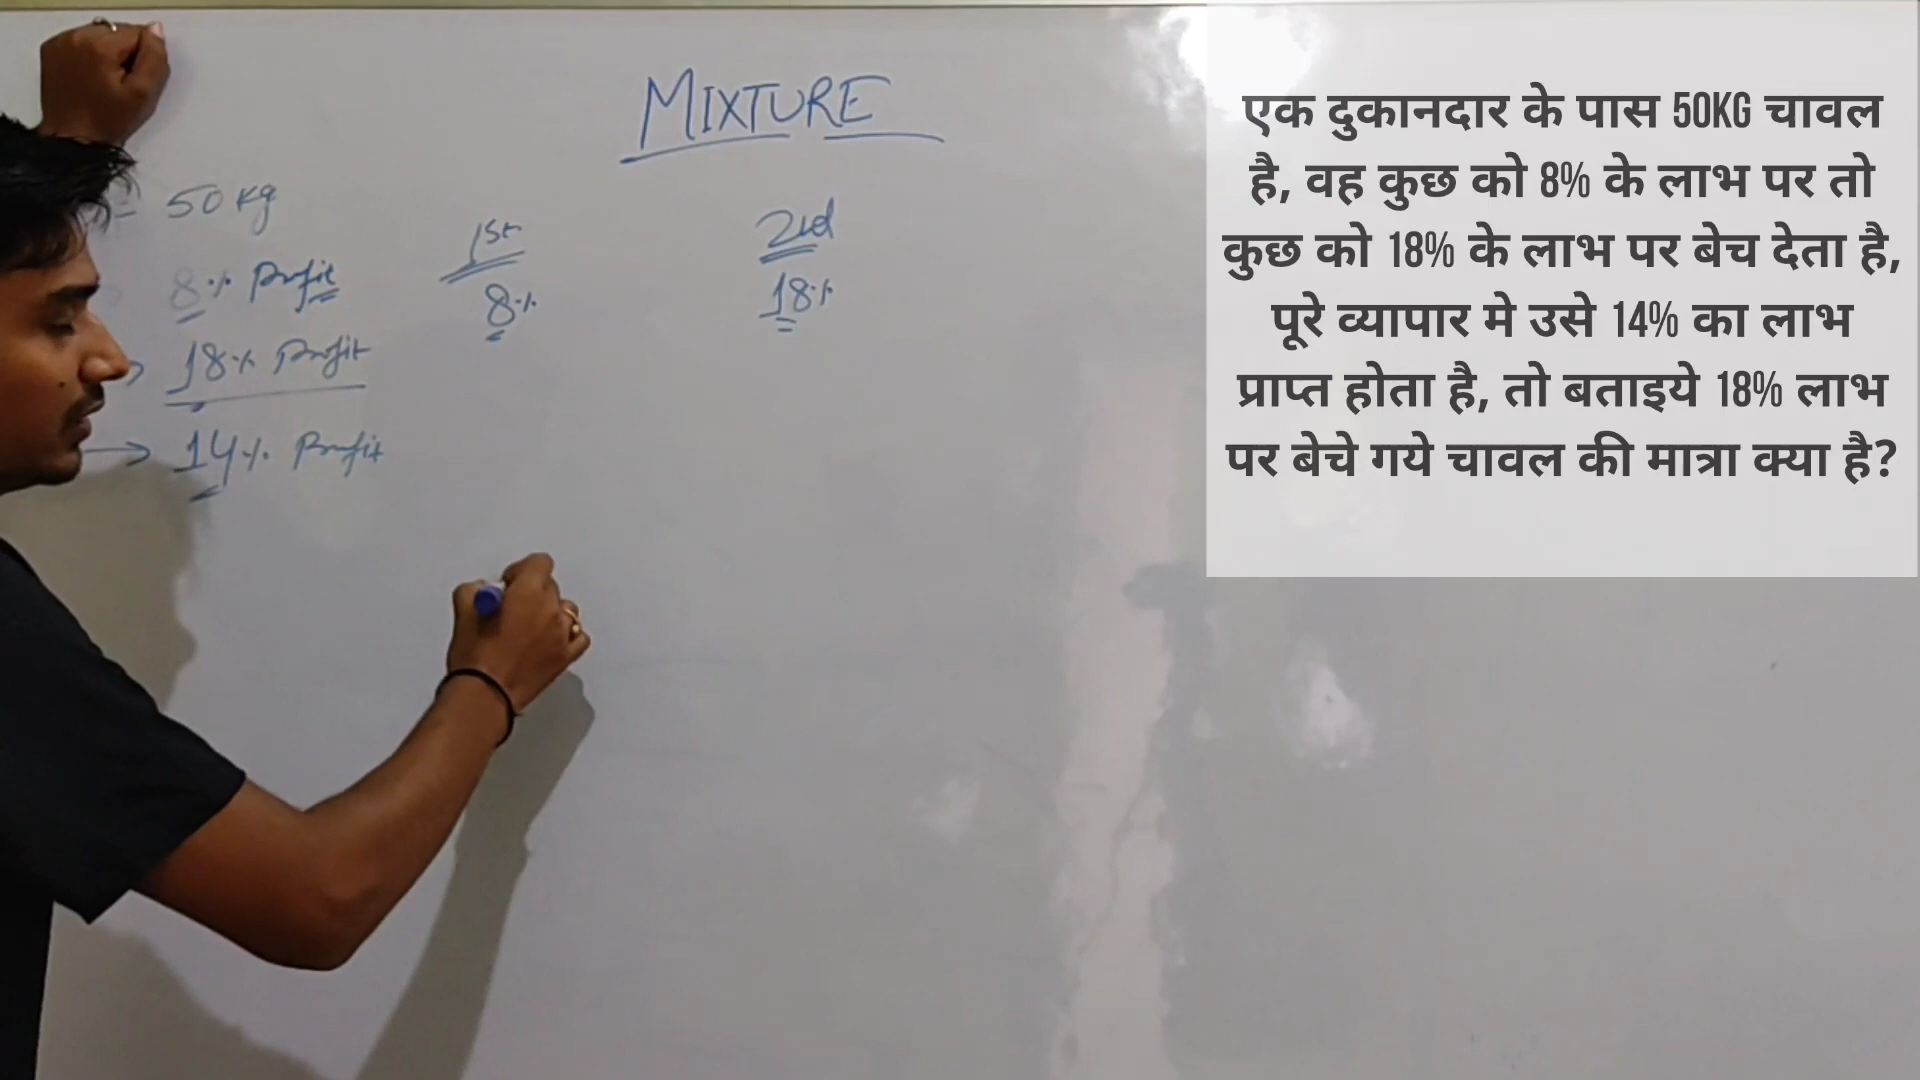 MIXTURE
= 50 kg
8% Profit
18% Profit
→ 14% Profit
1st
8%
2nd
18%
एक दुकानदार के पास 50KG चावल
है, वह कुछ को 8% के लाभ पर तो
कुछ को 18% के लाभ पर बेच देता है,
पूरे व्यापार मे उसे 14% का लाभ
प्राप्त होता है, तो बताइये 18% लाभ
पर बेचे गये चावल की मात्रा क्या है?